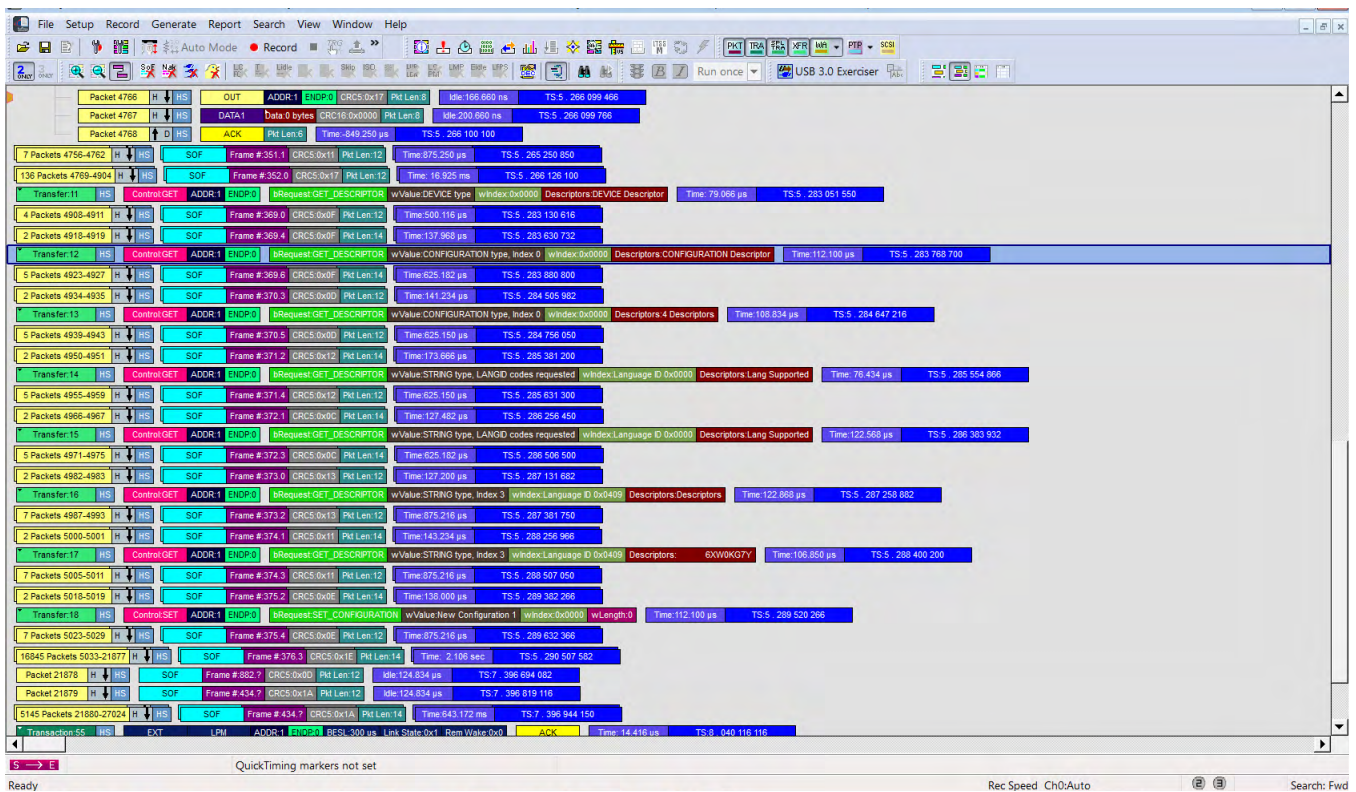 File Setup Record Generate Report Search View Window Help
Auto Mode Record PKT TRA XFR PTP SCSI
Run once USB 3.0 Exerciser
Packet 4766 H HS OUT ADDR:1 ENDP:0 CRC5:0x17 Pkt Len:8 Idle:166.660 ns TS:5 . 266 099 466
Packet 4767 H HS DATA1 Data:0 bytes CRC16:0x0000 Pkt Len:8 Idle:200.660 ns TS:5 . 266 099 766
Packet 4768 D HS ACK Pkt Len:6 Time:-849.250 µs TS:5 . 266 100 100
7 Packets 4756-4762 H HS SOF Frame #:351.1 CRC5:0x11 Pkt Len:12 Time:875.250 µs TS:5 . 265 250 850
136 Packets 4769-4904 H HS SOF Frame #:352.0 CRC5:0x17 Pkt Len:12 Time: 16.925 ms TS:5 . 266 126 100
Transfer:11 HS Control:GET ADDR:1 ENDP:0 bRequest:GET_DESCRIPTOR wValue:DEVICE type wIndex:0x0000 Descriptors:DEVICE Descriptor Time: 79.066 µs TS:5 . 283 051 550
4 Packets 4908-4911 H HS SOF Frame #:369.0 CRC5:0x0F Pkt Len:12 Time:500.116 µs TS:5 . 283 130 616
2 Packets 4918-4919 H HS SOF Frame #:369.4 CRC5:0x0F Pkt Len:14 Time:137.968 µs TS:5 . 283 630 732
Transfer:12 HS Control:GET ADDR:1 ENDP:0 bRequest:GET_DESCRIPTOR wValue:CONFIGURATION type, Index 0 wIndex:0x0000 Descriptors:CONFIGURATION Descriptor Time:112.100 µs TS:5 . 283 768 700
5 Packets 4923-4927 H HS SOF Frame #:369.6 CRC5:0x0F Pkt Len:14 Time:625.182 µs TS:5 . 283 880 800
2 Packets 4934-4935 H HS SOF Frame #:370.3 CRC5:0x0D Pkt Len:12 Time:141.234 µs TS:5 . 284 505 982
Transfer:13 HS Control:GET ADDR:1 ENDP:0 bRequest:GET_DESCRIPTOR wValue:CONFIGURATION type, Index 0 wIndex:0x0000 Descriptors:4 Descriptors Time:108.834 µs TS:5 . 284 647 216
5 Packets 4939-4943 H HS SOF Frame #:370.5 CRC5:0x0D Pkt Len:14 Time:625.150 µs TS:5 . 284 756 050
2 Packets 4950-4951 H HS SOF Frame #:371.2 CRC5:0x12 Pkt Len:14 Time:173.666 µs TS:5 . 285 381 200
Transfer:14 HS Control:GET ADDR:1 ENDP:0 bRequest:GET_DESCRIPTOR wValue:STRING type, LANGID codes requested wIndex:Language ID 0x0000 Descriptors:Lang Supported Time: 76.434 µs TS:5 . 285 554 866
5 Packets 4955-4959 H HS SOF Frame #:371.4 CRC5:0x12 Pkt Len:12 Time:625.150 µs TS:5 . 285 631 300
2 Packets 4966-4967 H HS SOF Frame #:372.1 CRC5:0x0C Pkt Len:14 Time:127.482 µs TS:5 . 286 256 450
Transfer:15 HS Control:GET ADDR:1 ENDP:0 bRequest:GET_DESCRIPTOR wValue:STRING type, LANGID codes requested wIndex:Language ID 0x0000 Descriptors:Lang Supported Time:122.568 µs TS:5 . 286 383 932
5 Packets 4971-4975 H HS SOF Frame #:372.3 CRC5:0x0C Pkt Len:14 Time:625.182 µs TS:5 . 286 506 500
2 Packets 4982-4983 H HS SOF Frame #:373.0 CRC5:0x13 Pkt Len:12 Time:127.200 µs TS:5 . 287 131 682
Transfer:16 HS Control:GET ADDR:1 ENDP:0 bRequest:GET_DESCRIPTOR wValue:STRING type, Index 3 wIndex:Language ID 0x0409 Descriptors:Descriptors Time:122.868 µs TS:5 . 287 258 882
7 Packets 4987-4993 H HS SOF Frame #:373.2 CRC5:0x13 Pkt Len:12 Time:875.216 µs TS:5 . 287 381 750
2 Packets 5000-5001 H HS SOF Frame #:374.1 CRC5:0x11 Pkt Len:14 Time:143.234 µs TS:5 . 288 256 966
Transfer:17 HS Control:GET ADDR:1 ENDP:0 bRequest:GET_DESCRIPTOR wValue:STRING type, Index 3 wIndex:Language ID 0x0409 Descriptors: 6XW0KG7Y Time:106.850 µs TS:5 . 288 400 200
7 Packets 5005-5011 H HS SOF Frame #:374.3 CRC5:0x11 Pkt Len:12 Time:875.216 µs TS:5 . 288 507 050
2 Packets 5018-5019 H HS SOF Frame #:375.2 CRC5:0x0E Pkt Len:14 Time:138.000 µs TS:5 . 289 382 266
Transfer:18 HS Control:SET ADDR:1 ENDP:0 bRequest:SET_CONFIGURATION wValue:New Configuration 1 wIndex:0x0000 wLength:0 Time:112.100 µs TS:5 . 289 520 266
7 Packets 5023-5029 H HS SOF Frame #:375.4 CRC5:0x0E Pkt Len:12 Time:875.216 µs TS:5 . 289 632 366
16845 Packets 5033-21877 H HS SOF Frame #:376.3 CRC5:0x1E Pkt Len:14 Time: 2.106 sec TS:5 . 290 507 582
Packet 21878 H HS SOF Frame #:882.? CRC5:0x0D Pkt Len:12 Idle:124.834 µs TS:7 . 396 694 082
Packet 21879 H HS SOF Frame #:434.? CRC5:0x1A Pkt Len:12 Idle:124.834 µs TS:7 . 396 819 116
5145 Packets 21880-27024 H HS SOF Frame #:434.? CRC5:0x1A Pkt Len:14 Time:643.172 ms TS:7 . 396 944 150
Transaction:55 HS EXT LPM ADDR:1 ENDP:0 BESL:300 us Link State:0x1 Rem Wake:0x0 ACK Time: 14.416 µs TS:8 . 040 116 116
S → E QuickTiming markers not set
Ready Rec Speed Ch0:Auto 2 3 Search: Fwd